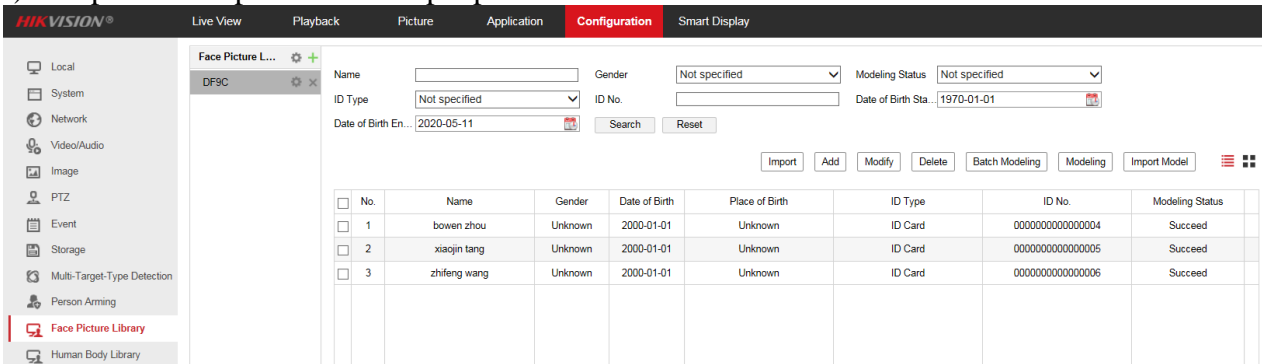 HIKVISION® Live View Playback Picture Application Configuration Smart Display
Local
System
Network
Video/Audio
Image
PTZ
Event
Storage
Multi-Target-Type Detection
Person Arming
Face Picture Library
Human Body Library
Face Picture L...
DF9C
Name Gender Not specified Modeling Status Not specified
ID Type Not specified ID No. Date of Birth Sta... 1970-01-01
Date of Birth En... 2020-05-11 Search Reset
Import Add Modify Delete Batch Modeling Modeling Import Model
No. Name Gender Date of Birth Place of Birth ID Type ID No. Modeling Status
1 bowen zhou Unknown 2000-01-01 Unknown ID Card 0000000000000004 Succeed
2 xiaojin tang Unknown 2000-01-01 Unknown ID Card 0000000000000005 Succeed
3 zhifeng wang Unknown 2000-01-01 Unknown ID Card 0000000000000006 Succeed